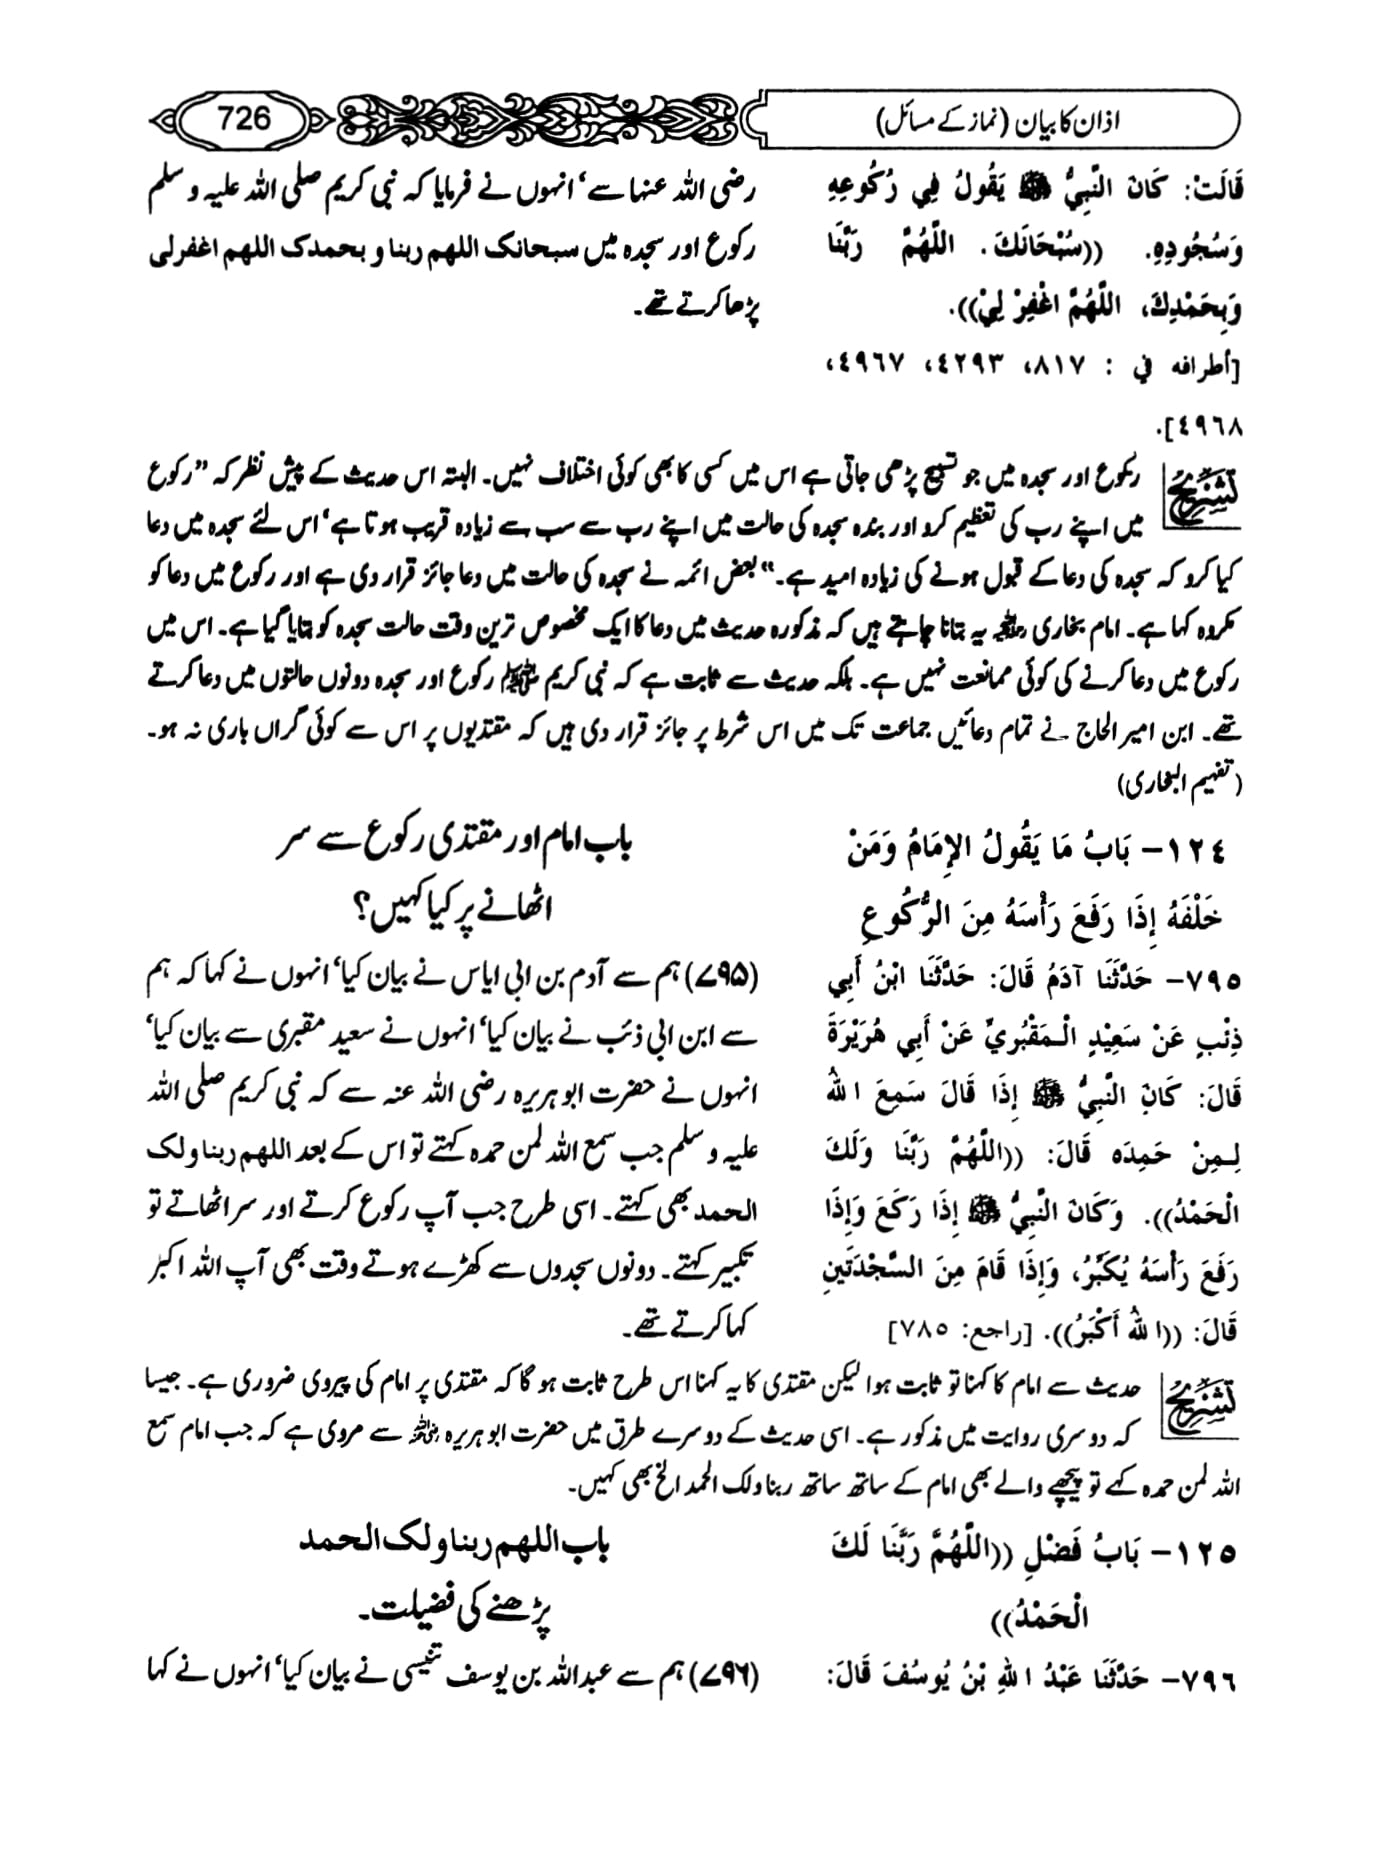 726
اذان کا بیان (نماز کے مسائل)
قَالَتْ: كَانَ النَّبِيُّ ﷺ يَقُولُ فِي رُكُوعِهِ
وَسُجُودِهِ. ((سُبْحَانَكَ. اللَّهُمَّ رَبَّنَا
وَبِحَمْدِكَ، اللَّهُمَّ اغْفِرْ لِيْ)).
[أطرافه في : ٨١٧، ٤٢٩٣، ٤٩٦٧،
٤٩٦٨].
رضی اللہ عنہا سے‘ انہوں نے فرمایا کہ نبی کریم صلی اللہ علیہ و سلم
رکوع اور سجدہ میں سبحانک اللھم ربنا و بحمدک اللھم اغفرلی
پڑھا کرتے تھے۔
تشریح
رکوع اور سجدہ میں جو تسبیح پڑھی جاتی ہے اس میں کسی کا بھی کوئی اختلاف نہیں۔ البتہ اس حدیث کے پیش نظر کہ ”رکوع
میں اپنے رب کی تعظیم کرو اور بندہ سجدہ کی حالت میں اپنے رب سے سب سے زیادہ قریب ہوتا ہے‘ اس لئے سجدہ میں دعا
کیا کرو کہ سجدہ کی دعا کے قبول ہونے کی زیادہ امید ہے۔“ بعض ائمہ نے سجدہ کی حالت میں دعا جائز قرار دی ہے اور رکوع میں دعا کو
مکروہ کہا ہے۔ امام بخاری رحمۃ اللہ علیہ یہ بتانا چاہتے ہیں کہ مذکورہ حدیث میں دعا کا ایک مخصوص ترین وقت حالت سجدہ کو بتایا گیا ہے۔ اس میں
رکوع میں دعا کرنے کی کوئی ممانعت نہیں ہے۔ بلکہ حدیث سے ثابت ہے کہ نبی کریم ﷺ رکوع اور سجدہ دونوں حالتوں میں دعا کرتے
تھے۔ ابن امیر الحاج نے تمام دعائیں جماعت تک میں اس شرط پر جائز قرار دی ہیں کہ مقتدیوں پر اس سے کوئی گراں باری نہ ہو۔
(تفہیم البخاری)
١٢٤- بَابُ مَا يَقُولُ الإِمَامُ وَمَنْ
خَلْفَهُ إِذَا رَفَعَ رَأْسَهُ مِنَ الرُّكُوعِ
باب امام اور مقتدی رکوع سے سر
اٹھانے پر کیا کہیں؟
٧٩٥- حَدَّثَنَا آدَمُ قَالَ: حَدَّثَنَا ابْنُ أَبِي
ذِئْبٍ عَنْ سَعِيْدٍ الْمَقْبُرِيِّ عَنْ أَبِي هُرَيْرَةَ
قَالَ: كَانَ النَّبِيُّ ﷺ إِذَا قَالَ سَمِعَ اللهُ
لِمَنْ حَمِدَه قَالَ: ((اللَّهُمَّ رَبَّنَا وَلَكَ
الْحَمْدُ)). وَكَانَ النَّبِيُّ ﷺ إِذَا رَكَعَ وَإِذَا
رَفَعَ رَأْسَهُ يُكَبِّرُ، وَإِذَا قَامَ مِنَ السَّجْدَتَينِ
قَالَ: ((اللهُ أَكْبَرُ)). [راجع: ٧٨٥]
(۷۹۵) ہم سے آدم بن ابی ایاس نے بیان کیا‘ انہوں نے کہا کہ ہم
سے ابن ابی ذئب نے بیان کیا‘ انہوں نے سعید مقبری سے بیان کیا‘
انہوں نے حضرت ابو ہریرہ رضی اللہ عنہ سے کہ نبی کریم صلی اللہ
علیہ و سلم جب سمع اللہ لمن حمدہ کہتے تو اس کے بعد اللھم ربنا ولک
الحمد بھی کہتے۔ اسی طرح جب آپ رکوع کرتے اور سر اٹھاتے تو
تکبیر کہتے۔ دونوں سجدوں سے کھڑے ہوتے وقت بھی آپ اللہ اکبر
کہا کرتے تھے۔
تشریح
حدیث سے امام کا کہنا تو ثابت ہوا لیکن مقتدی کا یہ کہنا اس طرح ثابت ہو گا کہ مقتدی پر امام کی پیروی ضروری ہے۔ جیسا
کہ دوسری روایت میں مذکور ہے۔ اسی حدیث کے دوسرے طرق میں حضرت ابو ہریرہ رضی اللہ عنہ سے مروی ہے کہ جب امام سمع
اللہ لمن حمدہ کہے تو پیچھے والے بھی امام کے ساتھ ساتھ ربنا ولک الحمد الخ بھی کہیں۔
١٢٥- بَابُ فَضْلِ ((اللَّهُمَّ رَبَّنَا لَكَ
الْحَمْدُ))
باب اللھم ربنا ولک الحمد
پڑھنے کی فضیلت۔
٧٩٦- حَدَّثَنَا عَبْدُ اللهِ بْنُ يُوسُفَ قَالَ:
(۷۹۶) ہم سے عبداللہ بن یوسف تنیسی نے بیان کیا‘ انہوں نے کہا